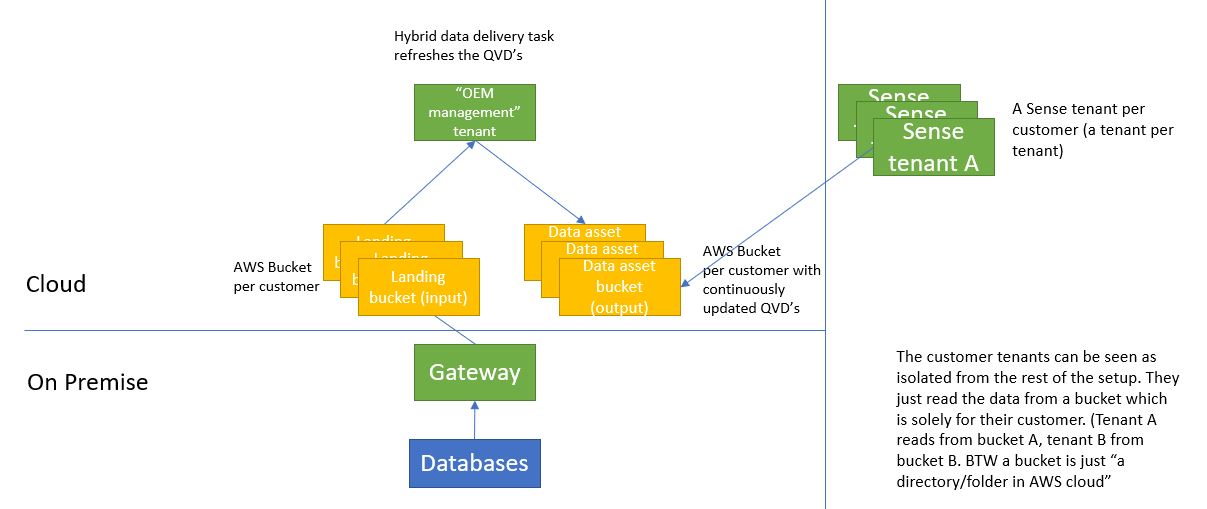 Hybrid data delivery task
refreshes the QVD's
“OEM
management”
tenant
Sense
Sense
Sense
tenant A
A Sense tenant per
customer (a tenant per
tenant)
Landing
Landing
Landing
bucket (input)
Data asset
Data asset
Data asset
bucket
(output)
AWS Bucket
per customer
AWS Bucket
per customer with
continuously
updated QVD's
Cloud
On Premise
Gateway
Databases
The customer tenants can be seen as
isolated from the rest of the setup. They
just read the data from a bucket which
is solely for their customer. (Tenant A
reads from bucket A, tenant B from
bucket B. BTW a bucket is just “a
directory/folder in AWS cloud”